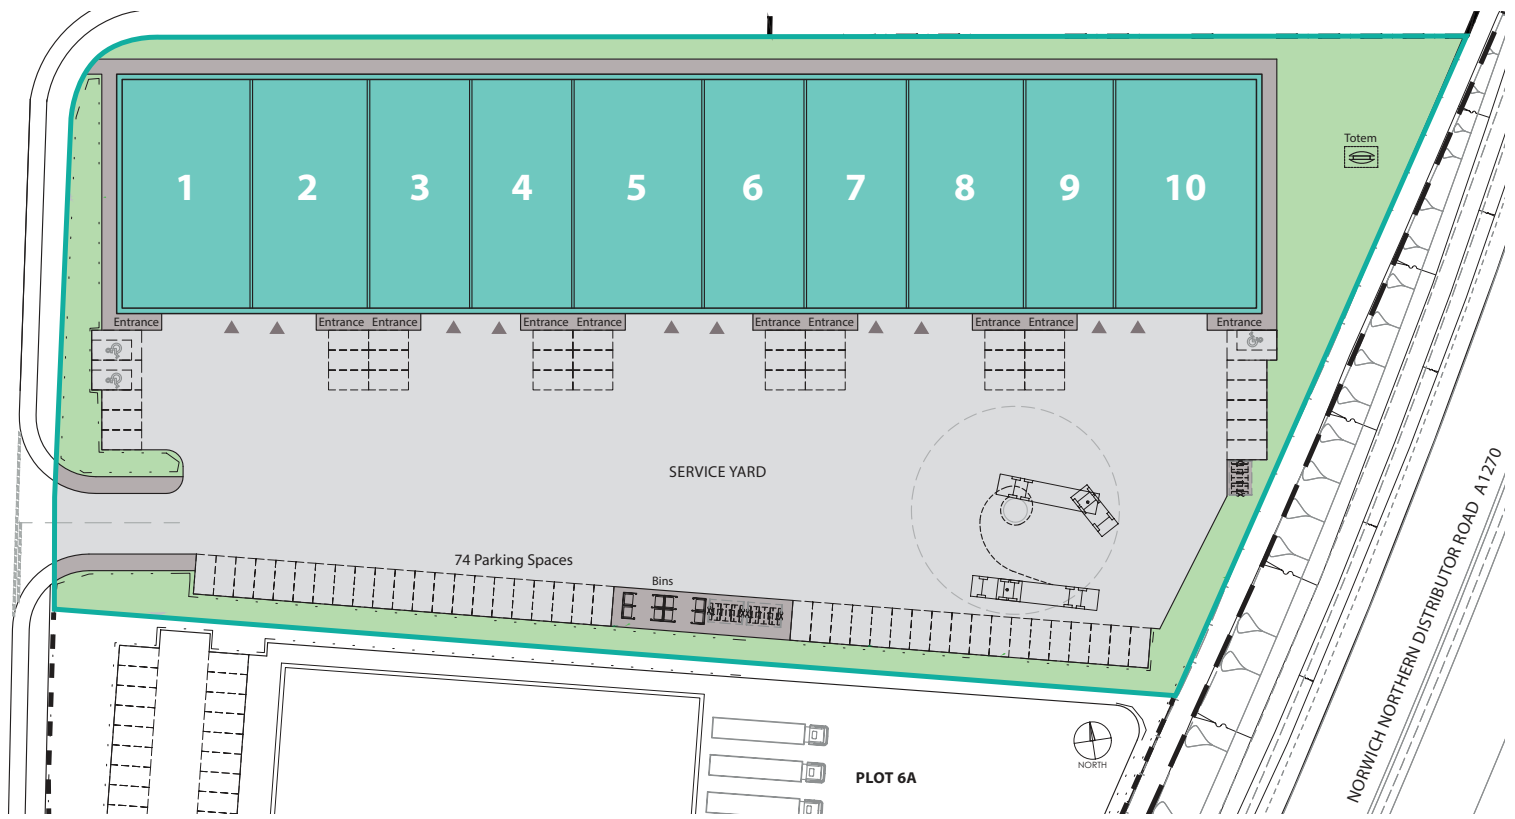 Totem
1 2 3 4 5 6 7 8 9 10
Entrance Entrance Entrance Entrance Entrance Entrance Entrance Entrance Entrance Entrance
SERVICE YARD
74 Parking Spaces
Bins
NORWICH NORTHERN DISTRIBUTOR ROAD A1270
NORTH
PLOT 6A